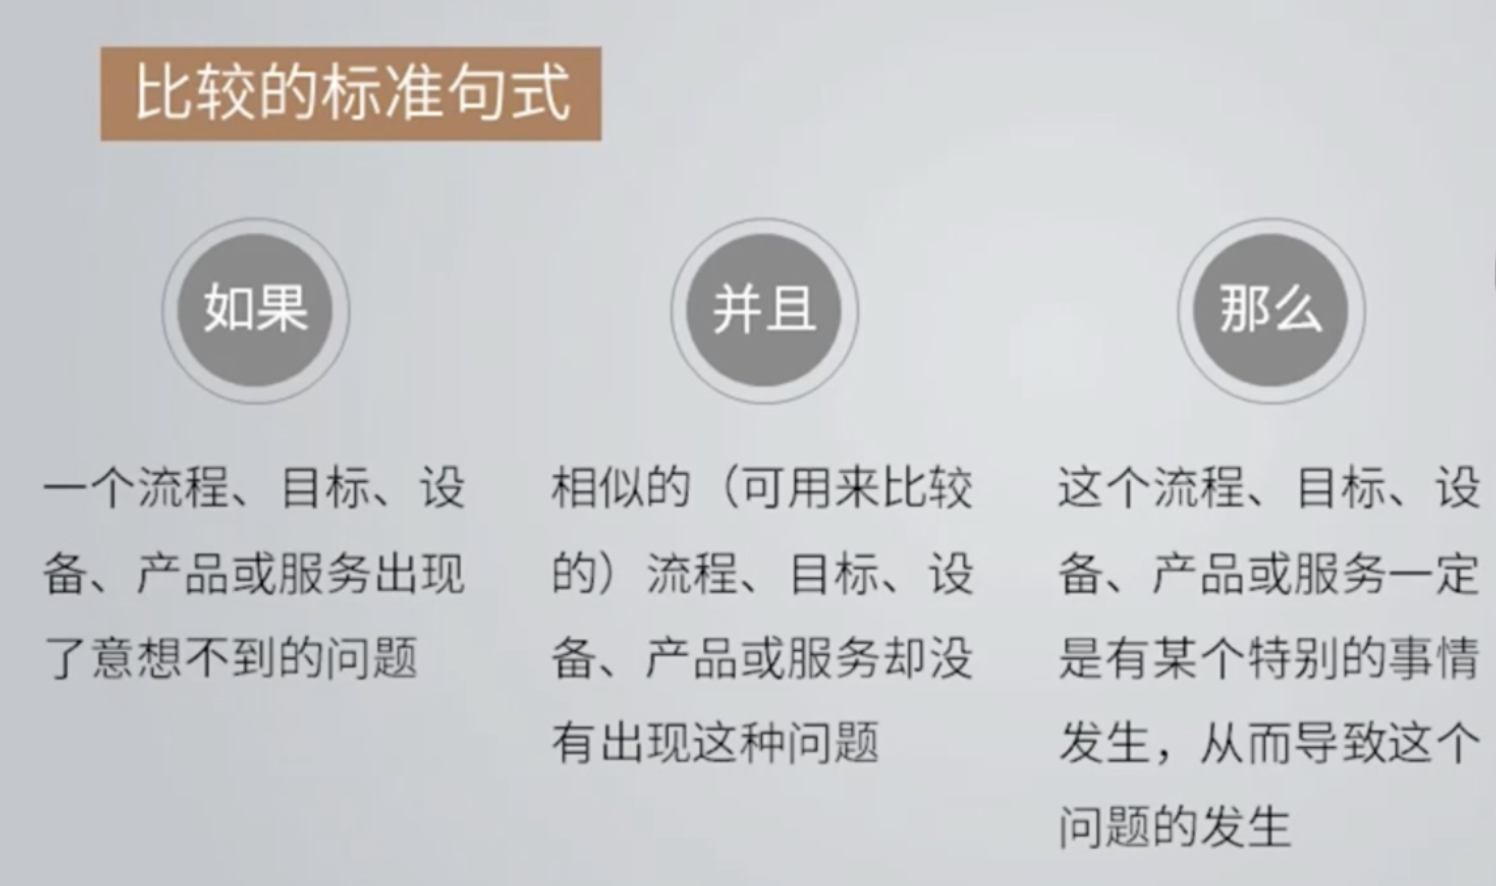 比较的标准句式
如果
一个流程、目标、设
备、产品或服务出现
了意想不到的问题
并且
相似的（可用来比较
的）流程、目标、设
备、产品或服务却没
有出现这种问题
那么
这个流程、目标、设
备、产品或服务一定
是有某个特别的事情
发生，从而导致这个
问题的发生